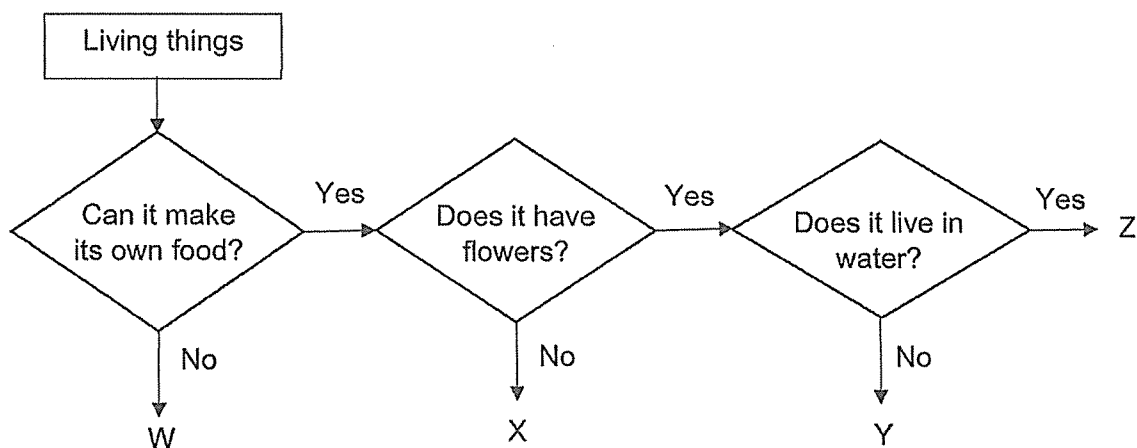 Living things
Can it make
its own food?
Yes
Does it have
flowers?
Yes
Does it live in
water?
Yes
Z
No
W
No
X
No
Y